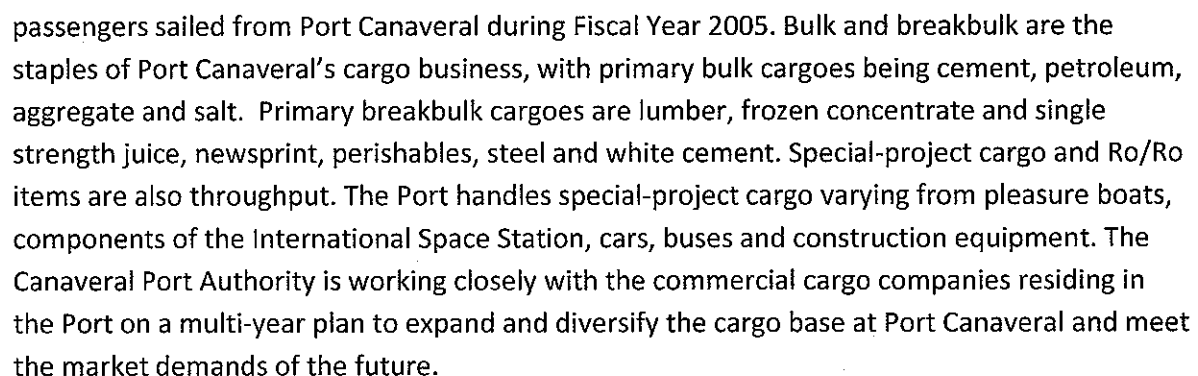 passengers sailed from Port Canaveral during Fiscal Year 2005. Bulk and breakbulk are the
staples of Port Canaveral's cargo business, with primary bulk cargoes being cement, petroleum,
aggregate and salt.  Primary breakbulk cargoes are lumber, frozen concentrate and single
strength juice, newsprint, perishables, steel and white cement. Special-project cargo and Ro/Ro
items are also throughput. The Port handles special-project cargo varying from pleasure boats,
components of the International Space Station, cars, buses and construction equipment. The
Canaveral Port Authority is working closely with the commercial cargo companies residing in
the Port on a multi-year plan to expand and diversify the cargo base at Port Canaveral and meet
the market demands of the future.